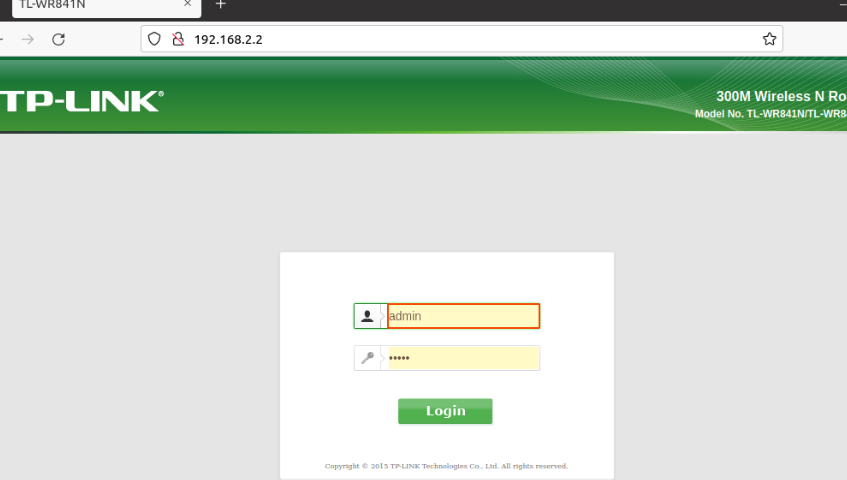 TL-WR841N
192.168.2.2
TP-LINK®
300M Wireless N Ro
Model No. TL-WR841N/TL-WR84
admin
•••••
Login
Copyright © 2015 TP-LINK Technologies Co., Ltd. All rights reserved.